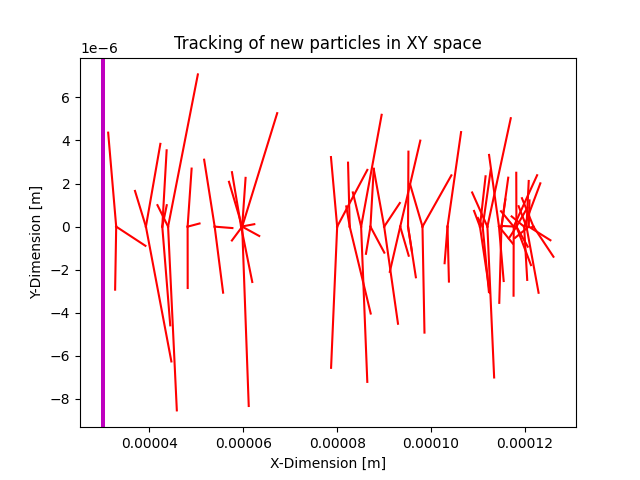 Tracking of new particles in XY space
1e−6
6
4
2
0
−2
−4
−6
−8
Y-Dimension [m]
0.00004 0.00006 0.00008 0.00010 0.00012
X-Dimension [m]